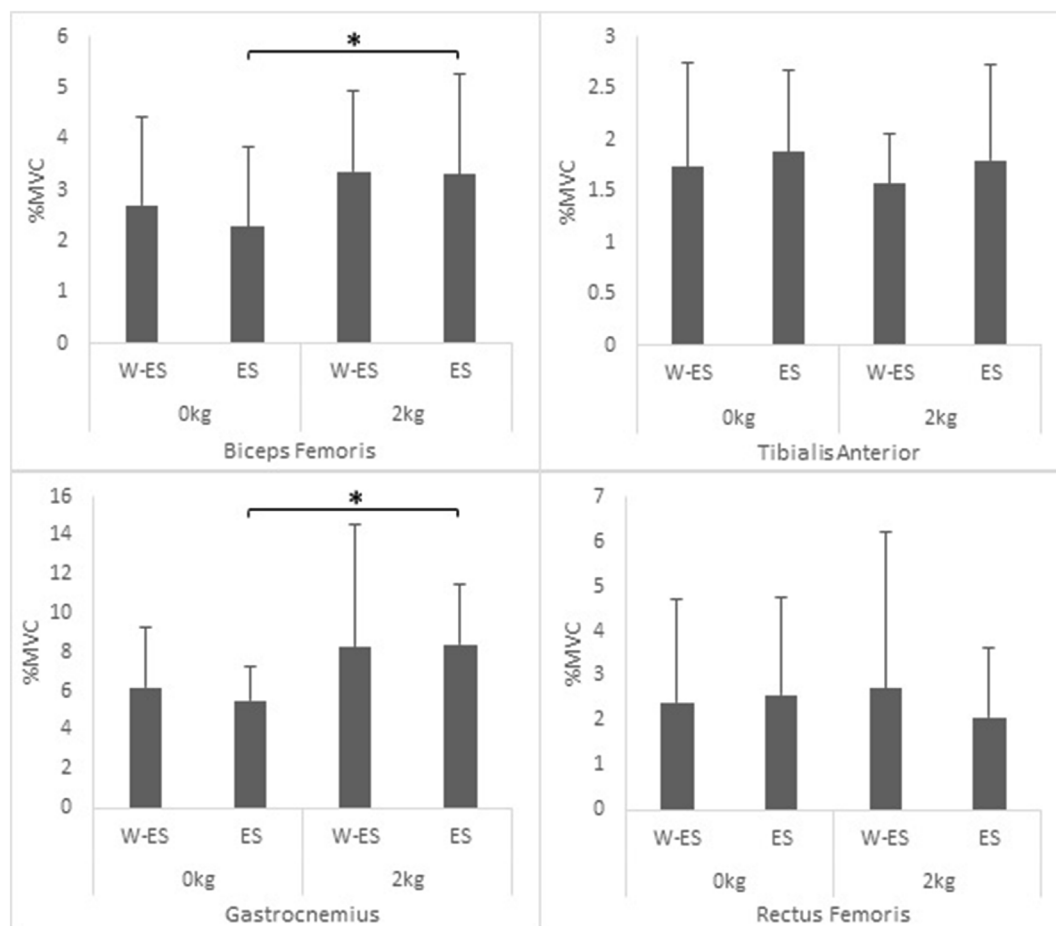 *
6
5
4
3
2
1
0
%MVC
W-ES ES W-ES ES
0kg 2kg
Biceps Femoris
3
2.5
2
1.5
1
0.5
0
%MVC
W-ES ES W-ES ES
0kg 2kg
Tibialis Anterior
*
16
14
12
10
8
6
4
2
0
%MVC
W-ES ES W-ES ES
0kg 2kg
Gastrocnemius
7
6
5
4
3
2
1
0
%MVC
W-ES ES W-ES ES
0kg 2kg
Rectus Femoris